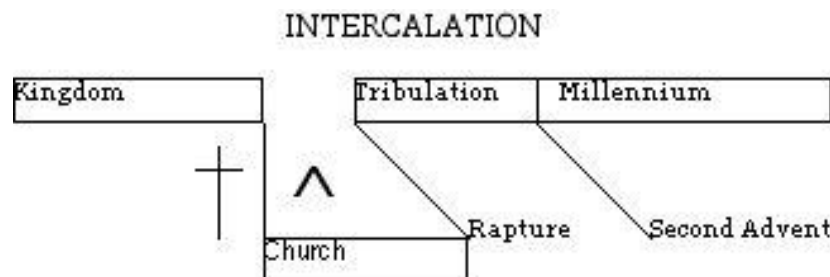 INTERCALATION
Kingdom
Tribulation
Millennium
Rapture
Second Advent
Church